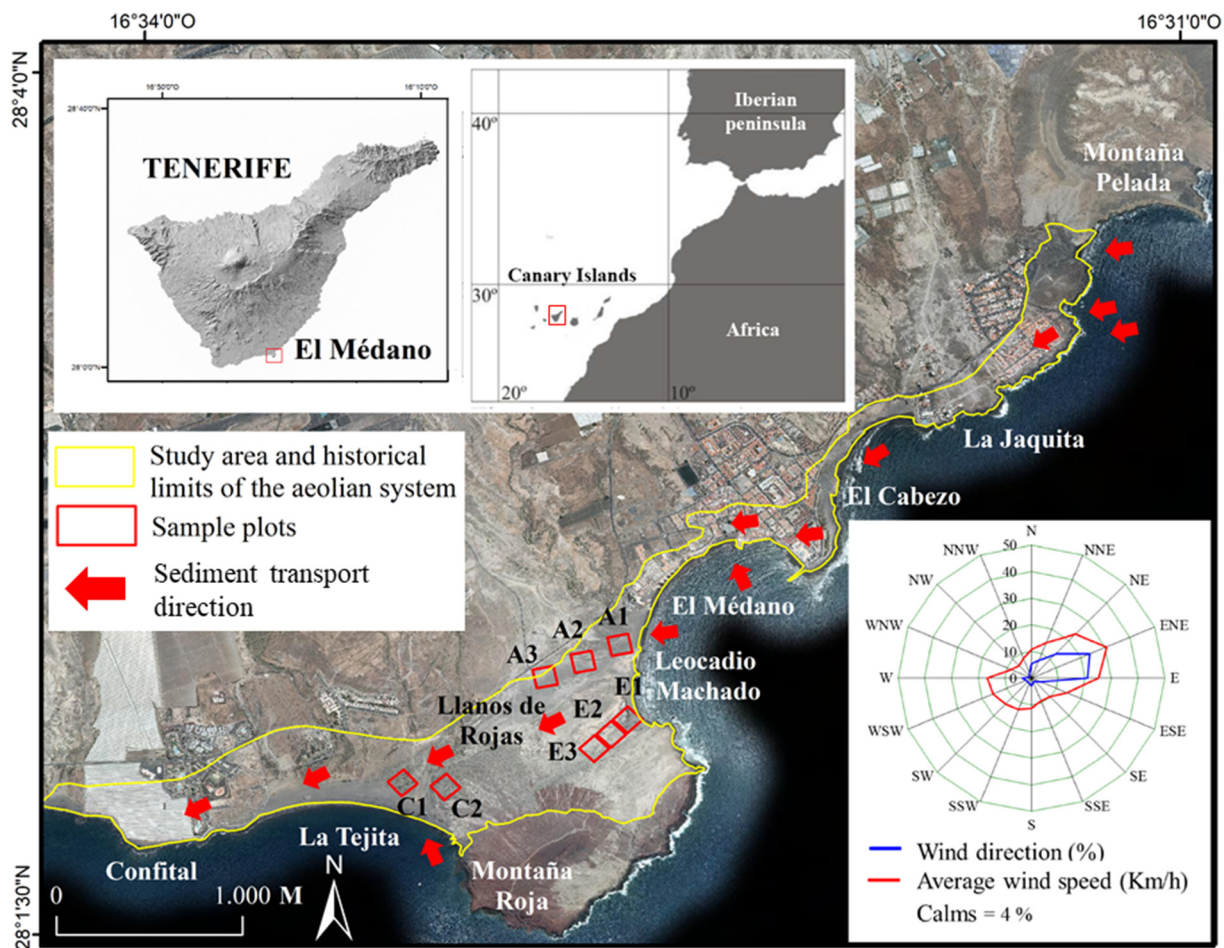 16°34'0"O
16°31'0"O
28°4'0"N
28°1'30"N
16°50'0"O
16°10'0"O
28°40'0"N
28°0'0"N
TENERIFE
El Médano
40°
30°
20°
10°
Iberian
peninsula
Canary Islands
Africa
Montaña
Pelada
La Jaquita
El Cabezo
El Médano
Leocadio
Machado
Study area and historical
limits of the aeolian system
Sample plots
Sediment transport
direction
A1
A2
A3
E1
E2
E3
Llanos de
Rojas
C1
C2
La Tejita
Confital
Montaña
Roja
N
0
1.000 M
N
NNE
NE
ENE
E
ESE
SE
SSE
S
SSW
SW
WSW
W
WNW
NW
NNW
50
40
30
20
10
0
Wind direction (%)
Average wind speed (Km/h)
Calms = 4 %